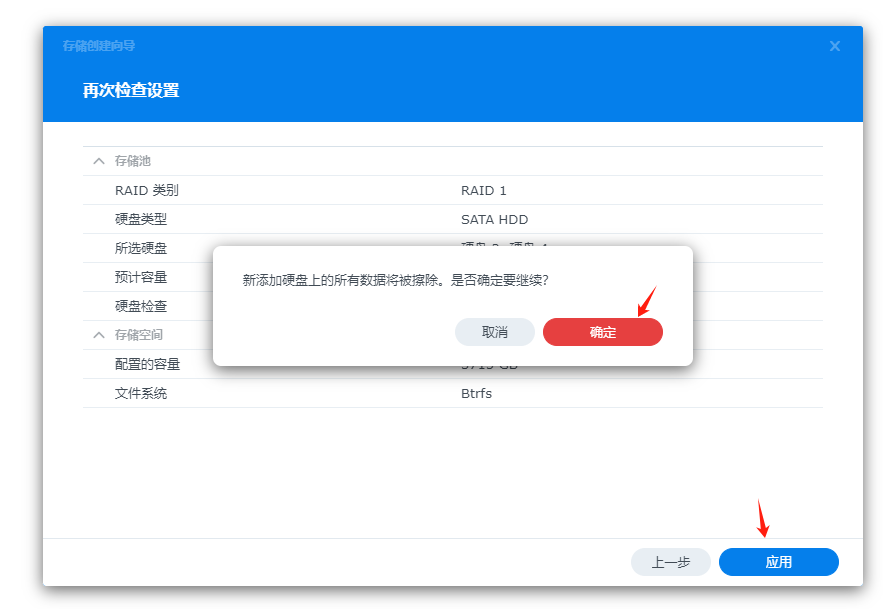 存储创建向导
再次检查设置
存储池
RAID 类别 RAID 1
硬盘类型 SATA HDD
所选硬盘
预计容量
硬盘检查
新添加硬盘上的所有数据将被擦除。是否确定要继续?
取消 确定
存储空间
配置的容量
文件系统 Btrfs
上一步 应用